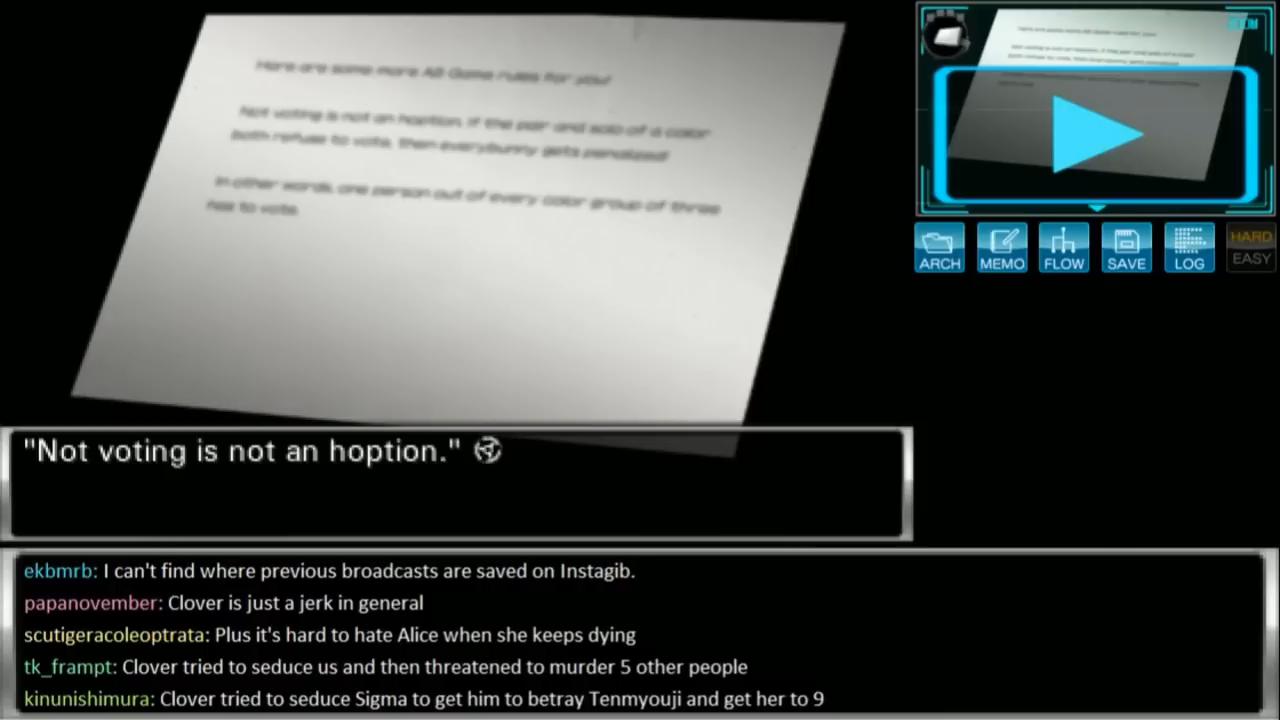 Here are some more AB Game rules for you!
Not voting is not an hoption. If the pair and solo of a color
both refuse to vote, then everybunny gets penalized!
In other words, one person out of every color group of three
has to vote.
ARCH
MEMO
FLOW
SAVE
LOG
HARD
EASY
"Not voting is not an hoption."
ekbmrb: I can't find where previous broadcasts are saved on Instagib.
papanovember: Clover is just a jerk in general
scutigeracoleoptrata: Plus it's hard to hate Alice when she keeps dying
tk_frampt: Clover tried to seduce us and then threatened to murder 5 other people
kinunishimura: Clover tried to seduce Sigma to get him to betray Tenmyouji and get her to 9